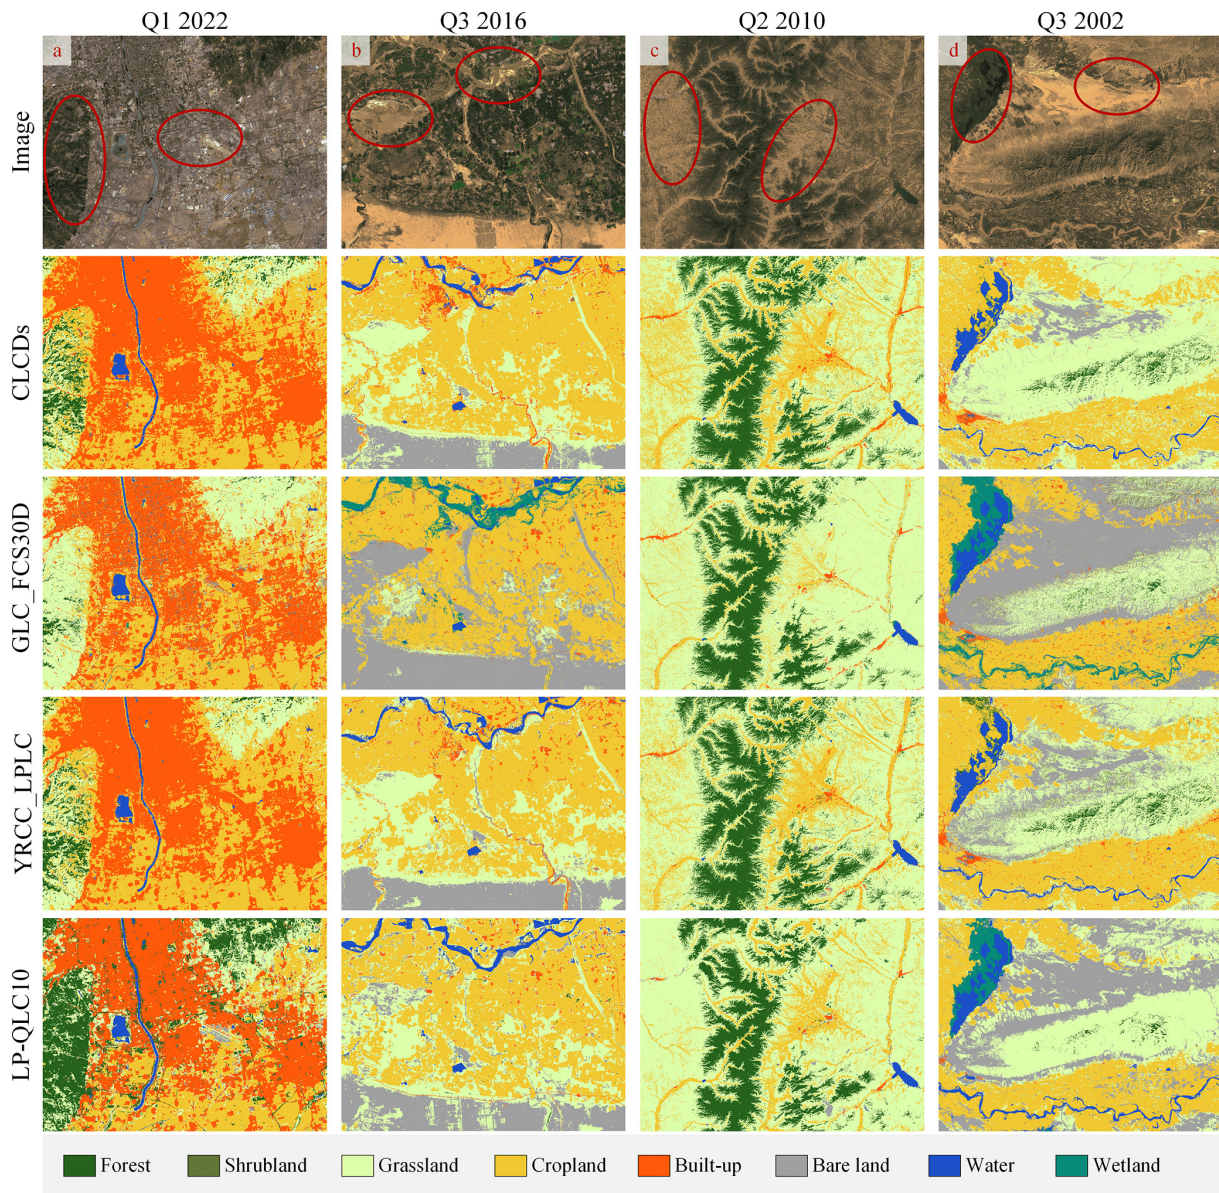 Q1 2022 Q3 2016 Q2 2010 Q3 2002
Image a b c d
CLCDs
GLC_FCS30D
YRCC_LPLC
LP-QLC10
Forest Shrubland Grassland Cropland Built-up Bare land Water Wetland